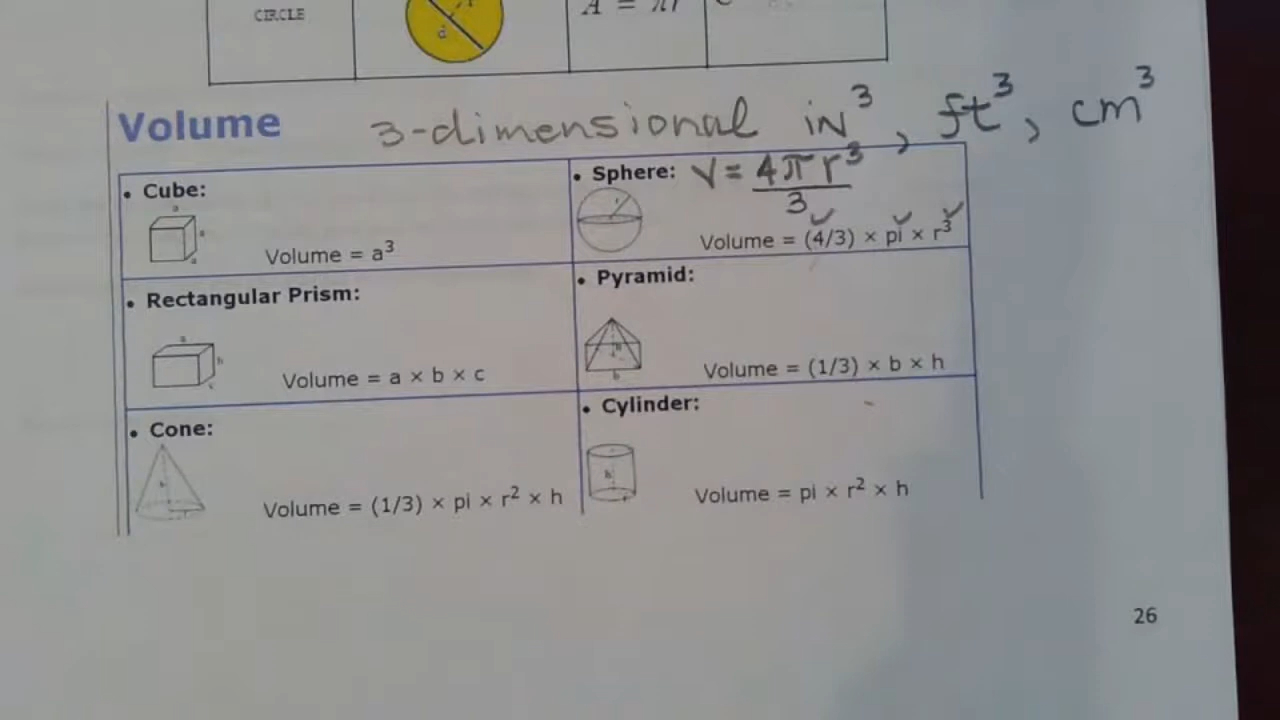 CIRCLE
d
r
A = πr
Volume 3-dimensional in³, ft³, cm³
• Cube:
a
a
a
Volume = a³
• Sphere: V = 4πr³
3
r
Volume = (4/3) × pi × r³
• Rectangular Prism:
a
b
c
Volume = a × b × c
• Pyramid:
h
b
Volume = (1/3) × b × h
• Cone:
h
r
Volume = (1/3) × pi × r² × h
• Cylinder:
h
r
Volume = pi × r² × h
26